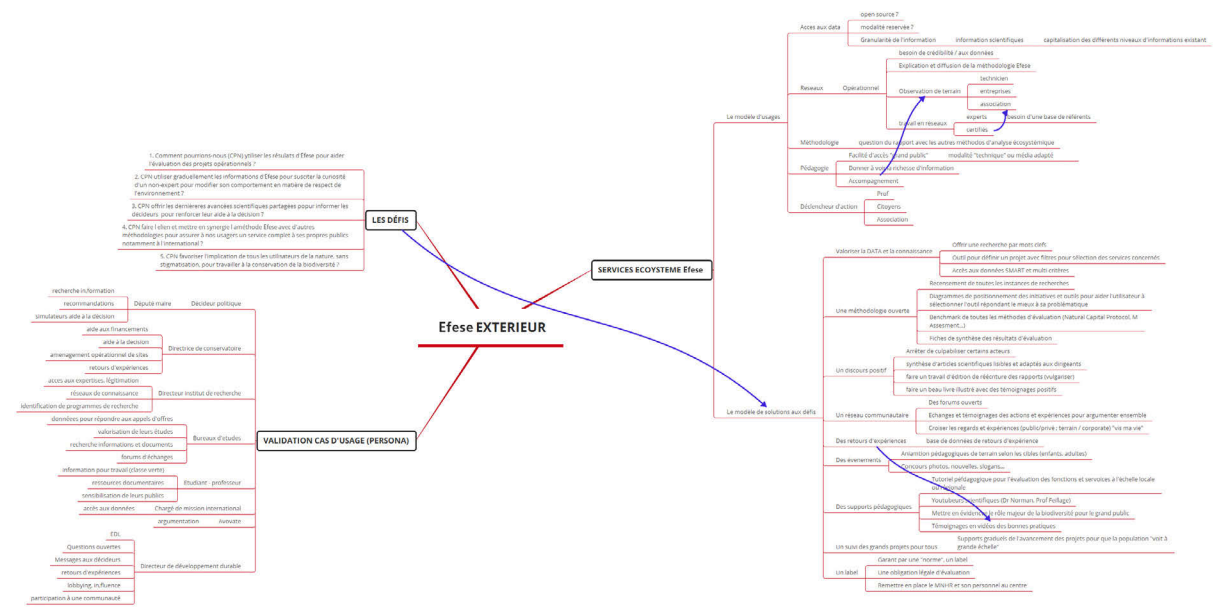 Efese EXTERIEUR
LES DÉFIS
1. Comment pourrions-nous (CPN) ytiliser les résulats d'Efese pour aider
l'évaluation des projets opérationnels ?
2. CPN utiliser graduellement les informations d'Efese pour susciter la curiosité
d'un non-expert pour modifier son comportement en matière de respect de
l'environnement ?
3. CPN offrir les dernièreres avancées scientifiques partagées popur informer les
décideurs pour renforcer leur aide à la décision ?
4. CPN faire l ellen et mettre en synergie l améthode Efese avec d'autres
méthodologies pour assurer à nos usagers un service complet à ses propres publics
notamment à l'international ?
5. CPN favoriser l'implication de tous les utilisateurs de la nature, sans
stigmatisation, pour travailler à la conservation de la biodiversité ?
VALIDATION CAS D'USAGE (PERSONA)
Décideur politique
Député maire
recherche in.formation
recommandations
simulateurs aide à la décision
Directrice de conservatoire
aide aux financements
aide à la decision
amenagement opérationnel de sites
retours d'expériences
Directeur institut de recherche
acces aux expertises, légitimation
réseaux de connaissance
identification de programmes de recherche
Bureaux d'etudes
donnéees pour répondre aux appels d'offres
valorisation de leurs études
recherche informations et documents
forums d'échanges
Etudiant - professeur
information pour travail (classe verte)
ressources documentaires
sensibilisation de leurs publics
Chargé de mission international
accès aux données
Avovate
argumentation
Directeur de développement durable
EDL
Questions ouvertes
Messages aux décideurs
retours d'expériences
lobbying, influence
participation à une communauté
SERVICES ECOYSTEME Efese
Le modèle d'usages
Acces aux data
open source ?
modalité reservée ?
Granularité de l'information
information scientifiques
capitalisation des différents niveaux d'informations existant
Reseaux
Opérationnel
besoin de crédibilité / aux données
Explication et diffusion de la méthodologie Efese
Observation de terrain
technicien
entreprises
association
travail en réseaux
experts
besoin d'une base de référents
certifiés
Méthodologie
question du rapport avec les autres méthodos d'analyse écosystémique
Pédagogie
Facilité d'accès "grand public"
modalité "technique" ou média adapté
Donner à voir la richesse d'information
Accompagnement
Déclencheur d'action
Prof
Citoyens
Association
Le modèle de solutions aux défis
Valoriser la DATA et la connaissance
Offrir une recherche par mots clefs
Outil pour définir un projet avec filtres pour sélection des services concernés
Accès aux données SMART et multi-critères
Une méthodologie ouverte
Recensement de toutes les instances de recherches
Diagrammes de positionnement des initiatives et outils pour aider l'utilisateur à
sélectionner l'outil répondant le mieux à sa problématique
Benchmark de toutes les méthodes d'évaluation (Natural Capital Protocol, M
Assesment...)
Fiches de synthèse des résultats d'évaluation
Un discours positif
Arrêter de culpabiliser certains acteurs
synthèse d'articles scientifiques lisibles et adaptés aux dirigeants
faire un travail d'édition de réécriture des rapports (vulgariser)
faire un beau livre illustré avec des témoignages positifs
Un réseau communautaire
Des forums ouverts
Echanges et témoignages des actions et expériences pour argumenter ensemble
Croiser les regards et éxpériences (public/privé ; terrain / corporate) "vis ma vie"
Des retours d'expériences
base de données de retours d'expérience
Des évenements
Aniamtion pédagogiques de terrain selon les cibles (enfants, adultes)
Concours photos, nouvelles, slogans...
Des supports pédagogiques
Tutoriel pédagogique pour l'évaluation des fonctions et servoices à l'échelle locale
ou nationale
Youtubeurs scientifiques (Dr Norman, Prof Feillage)
Mettre en évidence le rôle majeur de la biodiversité pour le grand public
Témoignages en vidéos des bonnes pratiques
Un suivi des grands projets pour tous
Supports graduels de l'avancement des projets pour que la population "voit à
grande échelle"
Un label
Garant par une "norme", un label
Une obligation légale d'évaluation
Remettre en place le MNHR et son personnel au centre